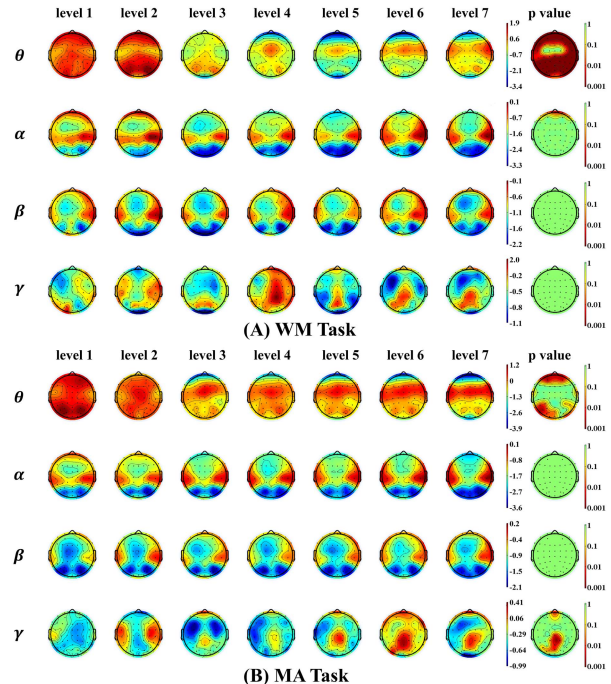 level 1 level 2 level 3 level 4 level 5 level 6 level 7 p value
θ 1.9 0.6 -0.7 -2.1 -3.4 1 0.1 0.01 0.001
α 0.1 -0.7 -1.6 -2.4 -3.3 1 0.1 0.01 0.001
β -0.1 -0.6 -1.1 -1.6 -2.2 1 0.1 0.01 0.001
γ 2.0 1.2 0.4 -0.3 -1.1 1 0.1 0.01 0.001
(A) WM Task
level 1 level 2 level 3 level 4 level 5 level 6 level 7 p value
θ 1.2 0 -1.3 -2.6 -3.9 1 0.1 0.01 0.001
α 0.1 -0.8 -1.7 -2.7 -3.6 1 0.1 0.01 0.001
β 0.2 -0.4 -0.9 -1.5 -2.1 1 0.1 0.01 0.001
γ 0.41 0.06 -0.29 -0.64 -0.99 1 0.1 0.01 0.001
(B) MA Task